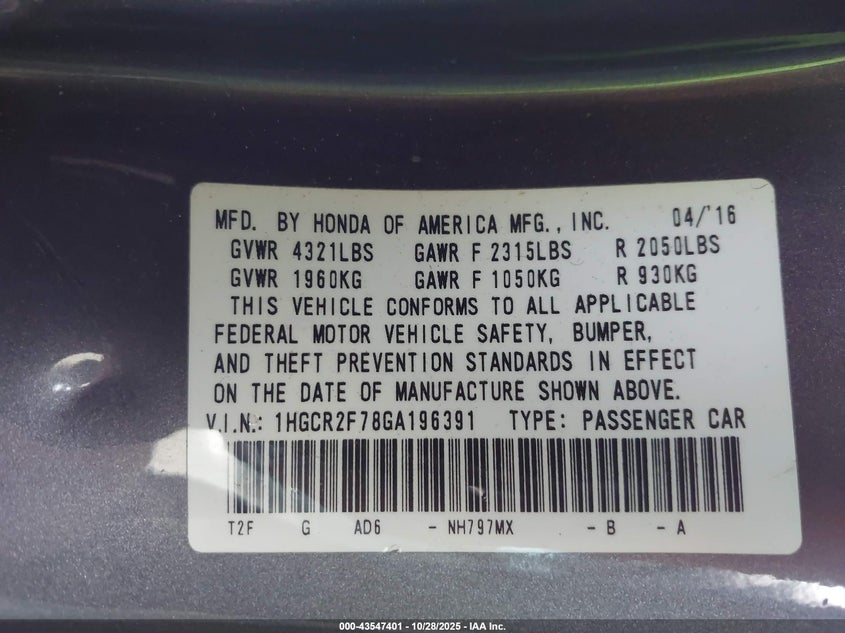 MFD. BY HONDA OF AMERICA MFG., INC. 04/'16
GVWR 4321LBS GAWR F 2315LBS R 2050LBS
GVWR 1960KG GAWR F 1050KG R 930KG
THIS VEHICLE CONFORMS TO ALL APPLICABLE
FEDERAL MOTOR VEHICLE SAFETY, BUMPER,
AND THEFT PREVENTION STANDARDS IN EFFECT
ON THE DATE OF MANUFACTURE SHOWN ABOVE.
V.I.N.: 1HGCR2F78GA196391 TYPE: PASSENGER CAR
T2F G AD6 - NH797MX - B - A
000-43547401 - 10/28/2025 - IAA Inc.